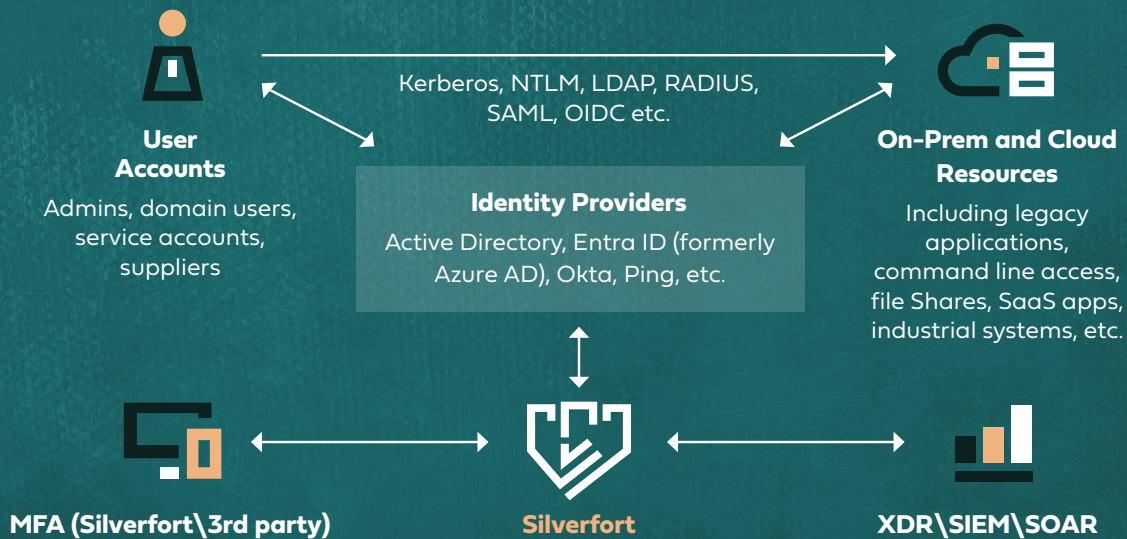 Kerberos, NTLM, LDAP, RADIUS,
SAML, OIDC etc.
User
Accounts
Admins, domain users,
service accounts,
suppliers
Identity Providers
Active Directory, Entra ID (formerly
Azure AD), Okta, Ping, etc.
On-Prem and Cloud
Resources
Including legacy
applications,
command line access,
file Shares, SaaS apps,
industrial systems, etc.
MFA (Silverfort\3rd party)
Silverfort
XDR\SIEM\SOAR